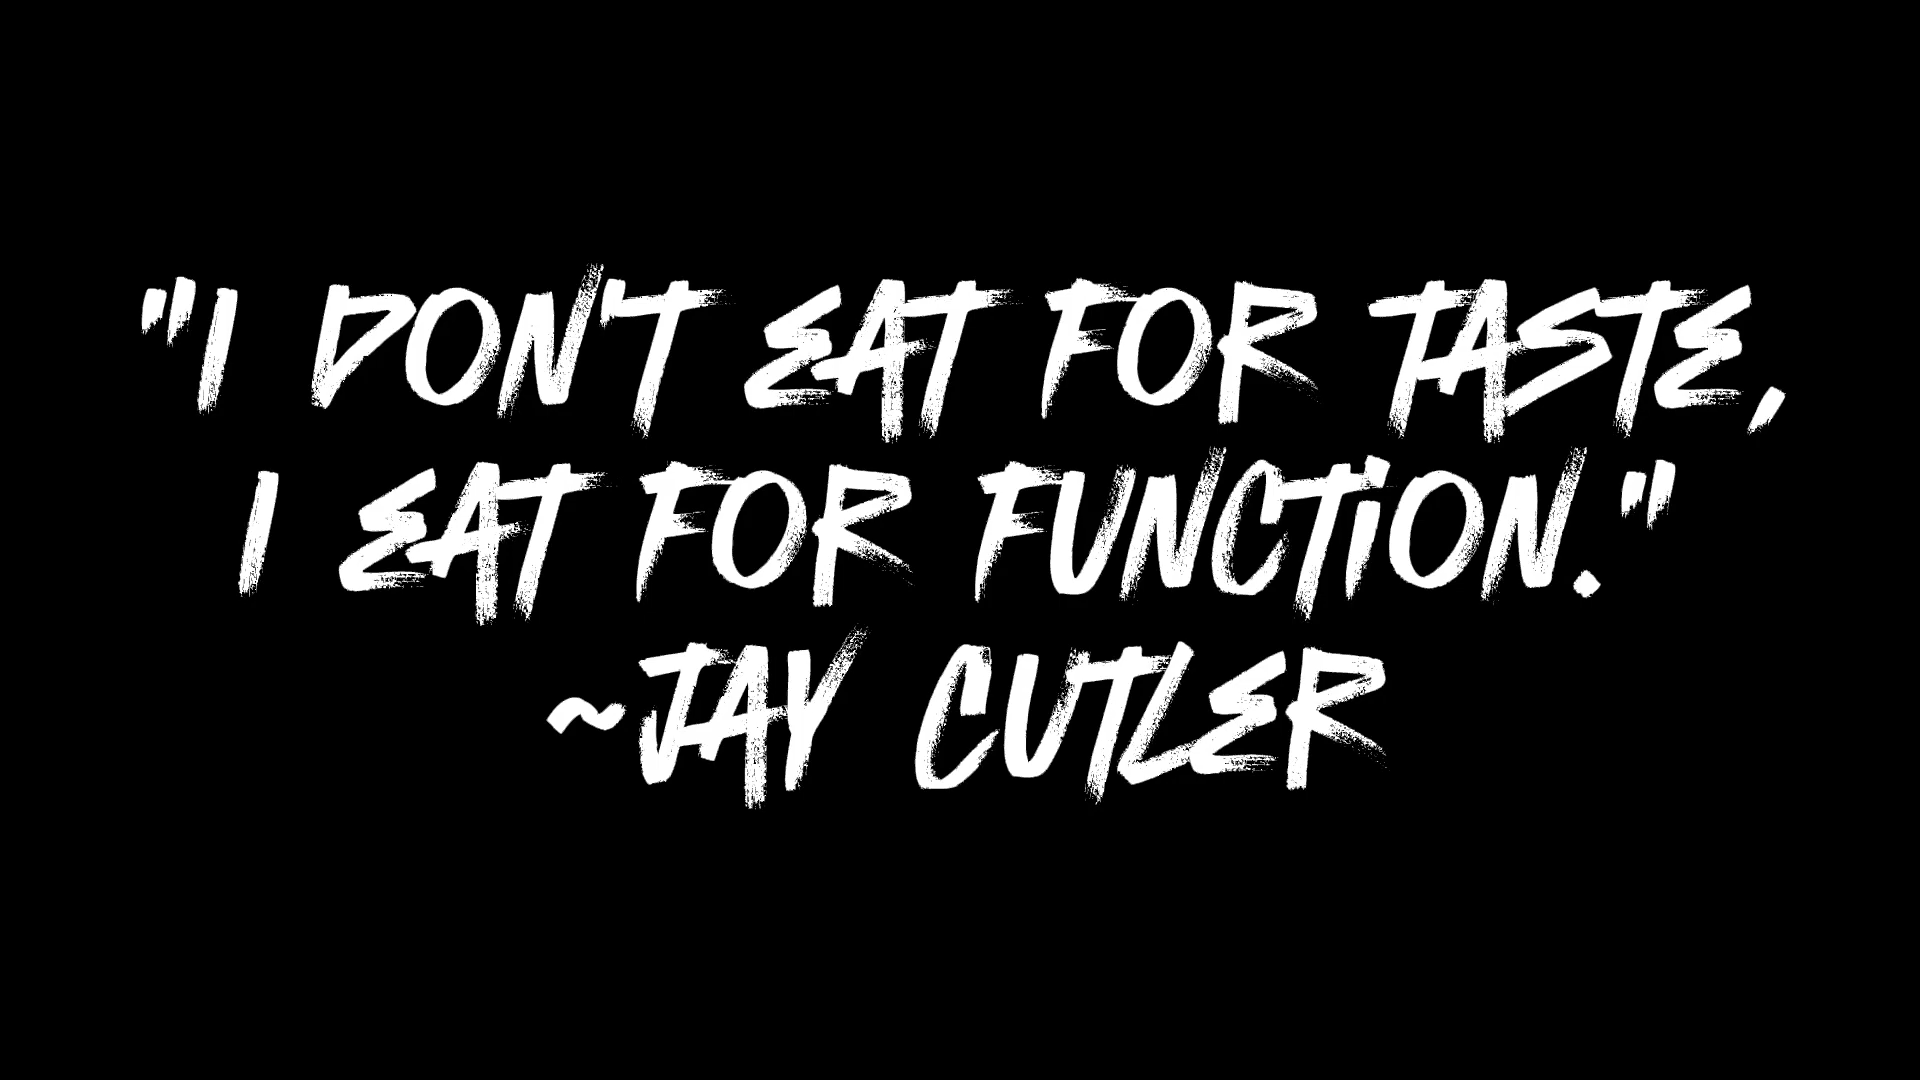 "I DON'T EAT FOR TASTE,
I EAT FOR FUNCTION."
~JAY CUTLER